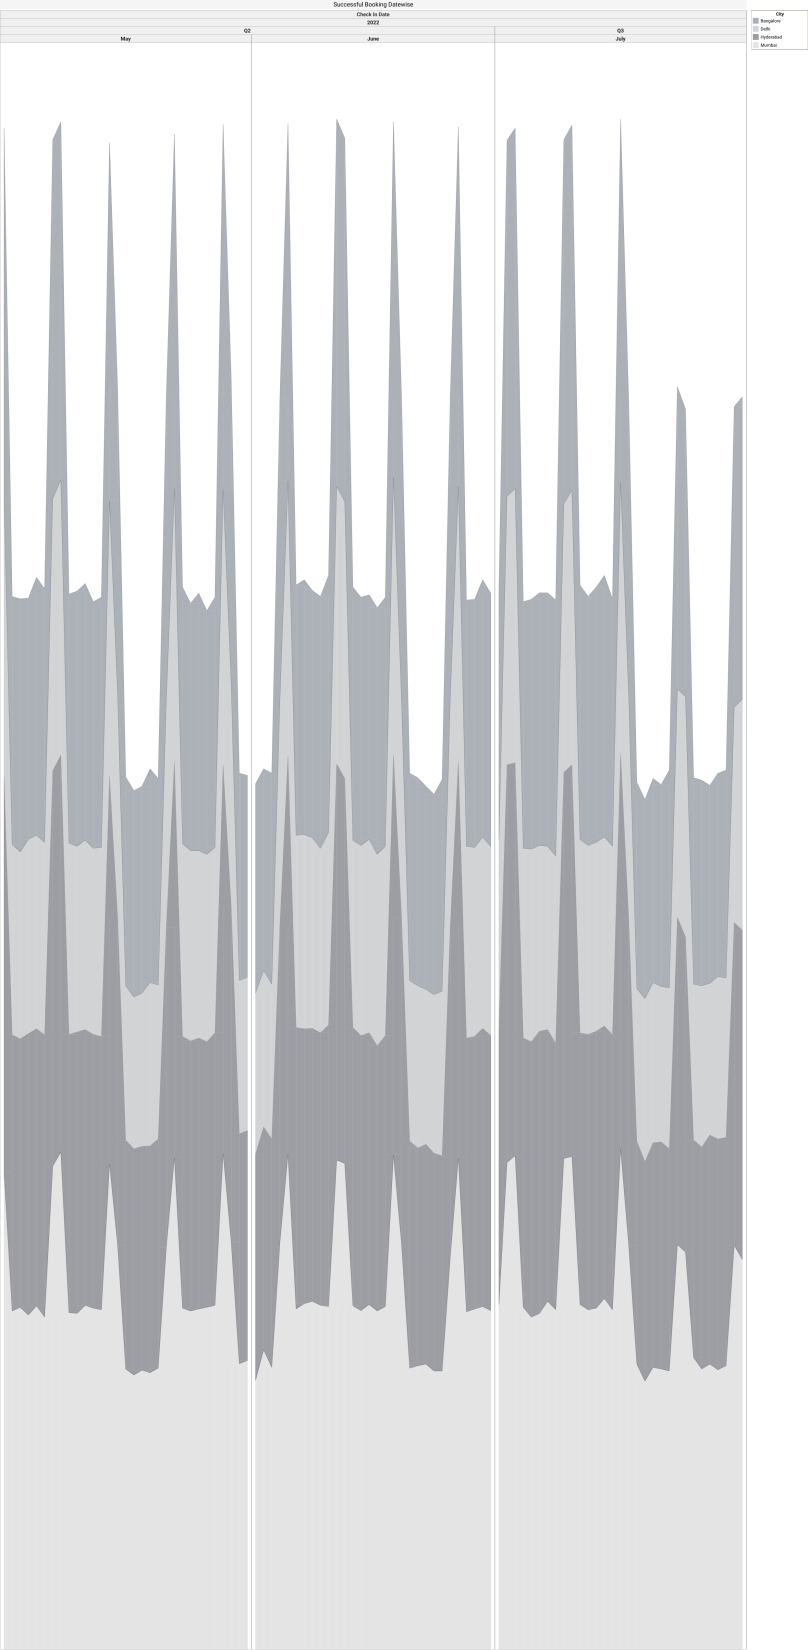 Successful Booking Datewise
Check In Date
2022
Q2
Q3
May
June
July
City
Bangalore
Delhi
Hyderabad
Mumbai